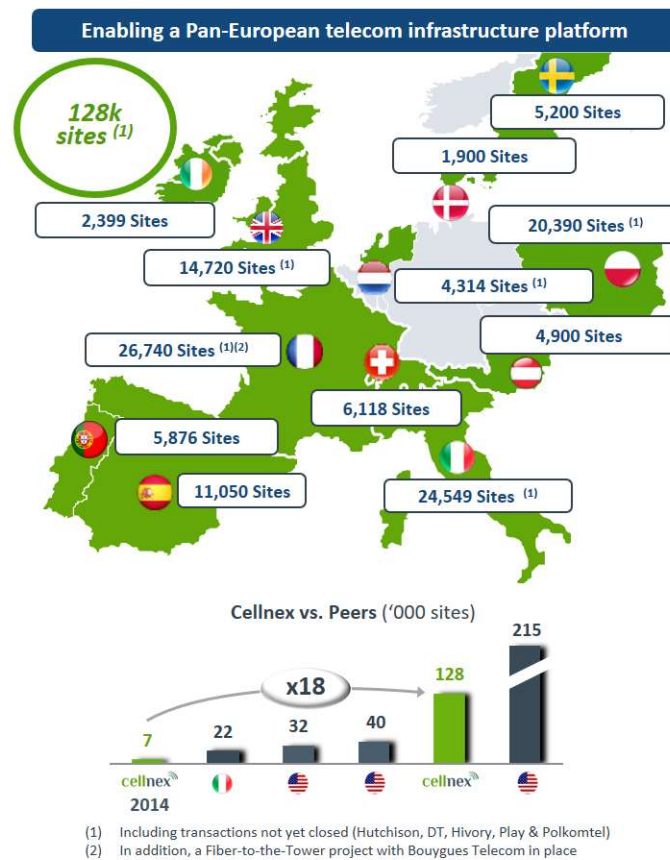 Enabling a Pan-European telecom infrastructure platform
128k
sites (1)
5,200 Sites
1,900 Sites
2,399 Sites
20,390 Sites (1)
14,720 Sites (1)
4,314 Sites (1)
26,740 Sites (1)(2)
4,900 Sites
6,118 Sites
5,876 Sites
11,050 Sites
24,549 Sites (1)
Cellnex vs. Peers ('000 sites)
215
x18
128
7
22
32
40
cellnex
cellnex
2014
(1) Including transactions not yet closed (Hutchison, DT, Hivory, Play & Polkomtel)
(2) In addition, a Fiber-to-the-Tower project with Bouygues Telecom in place